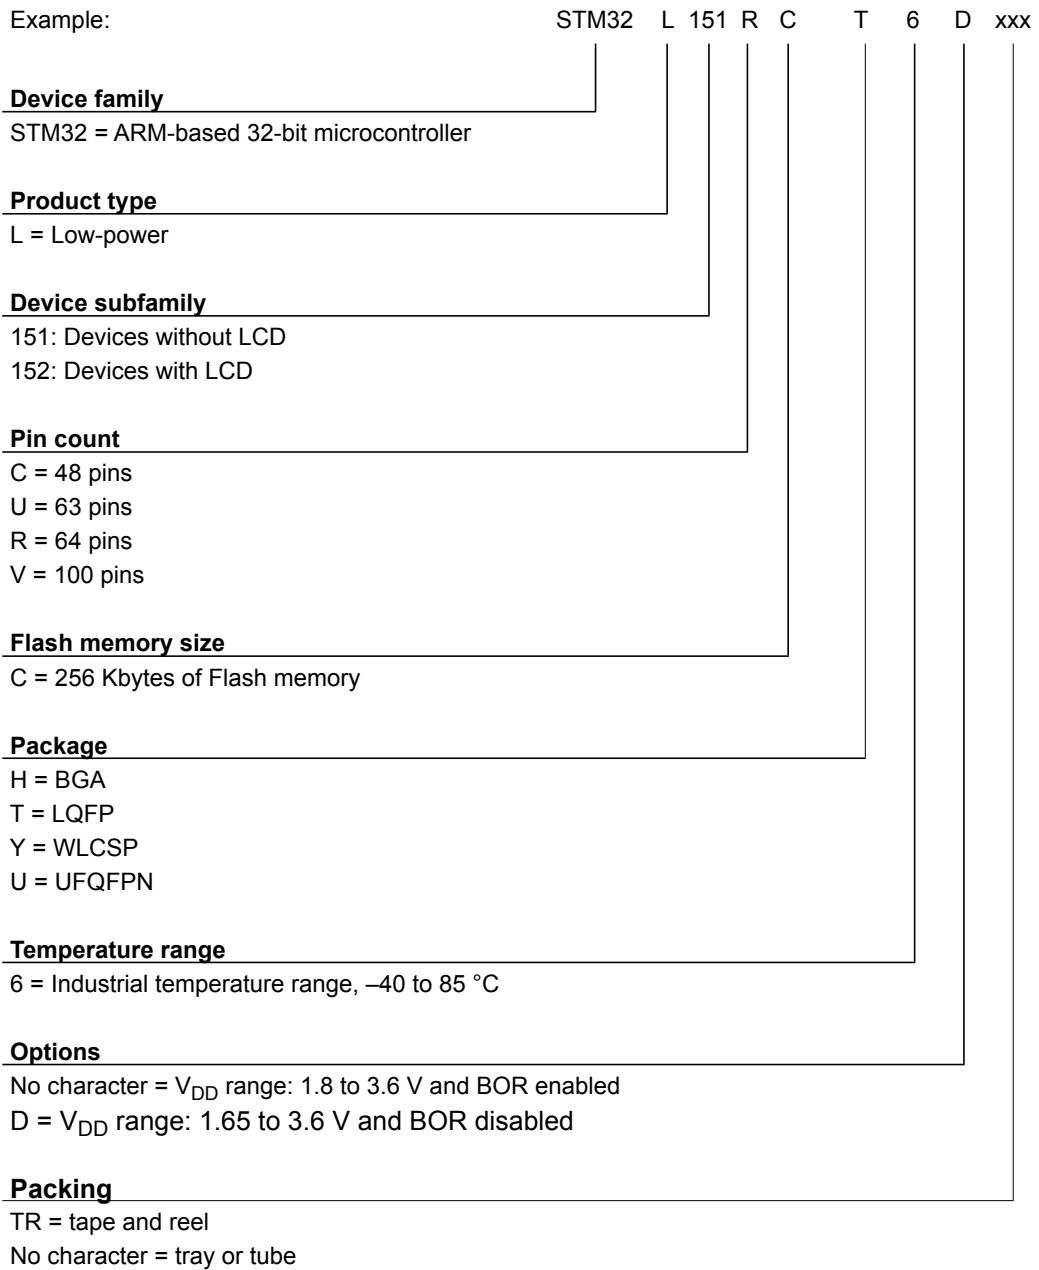 Example: STM32 L 151 R C T 6 D xxx
Device family
STM32 = ARM-based 32-bit microcontroller
Product type
L = Low-power
Device subfamily
151: Devices without LCD
152: Devices with LCD
Pin count
C = 48 pins
U = 63 pins
R = 64 pins
V = 100 pins
Flash memory size
C = 256 Kbytes of Flash memory
Package
H = BGA
T = LQFP
Y = WLCSP
U = UFQFPN
Temperature range
6 = Industrial temperature range, –40 to 85 °C
Options
No character = VDD range: 1.8 to 3.6 V and BOR enabled
D = VDD range: 1.65 to 3.6 V and BOR disabled
Packing
TR = tape and reel
No character = tray or tube